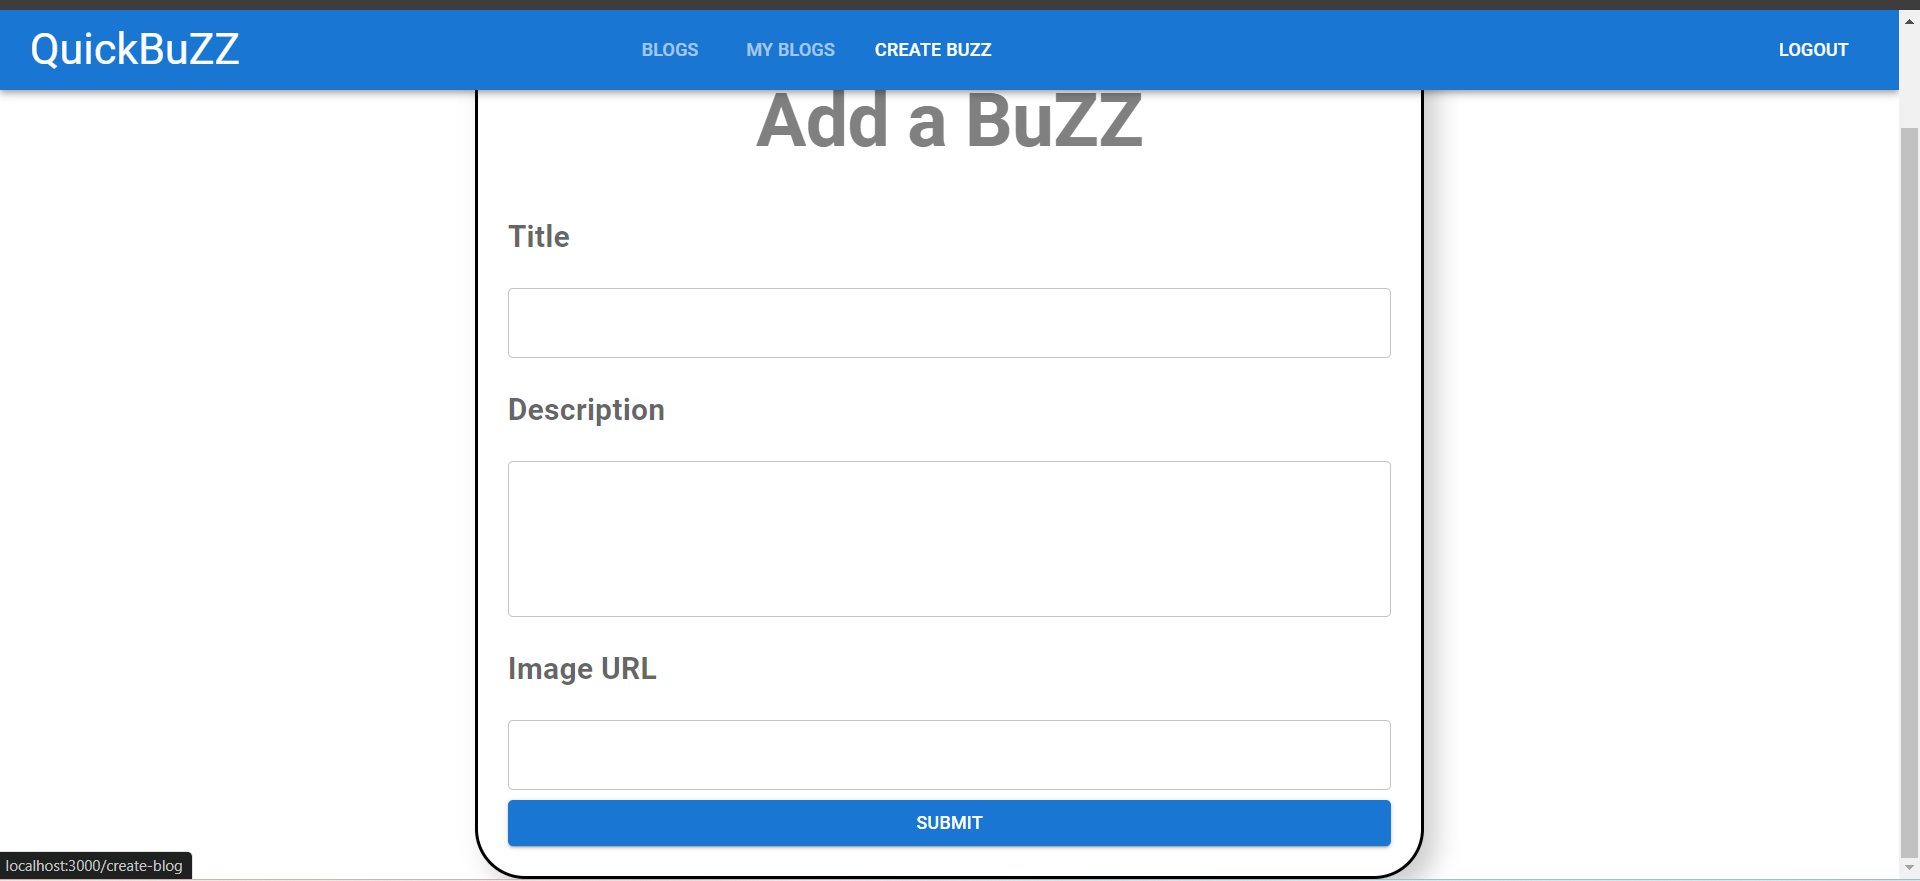 QuickBuZZ
BLOGS MY BLOGS CREATE BUZZ
LOGOUT
Add a BuZZ
Title
Description
Image URL
SUBMIT
localhost:3000/create-blog